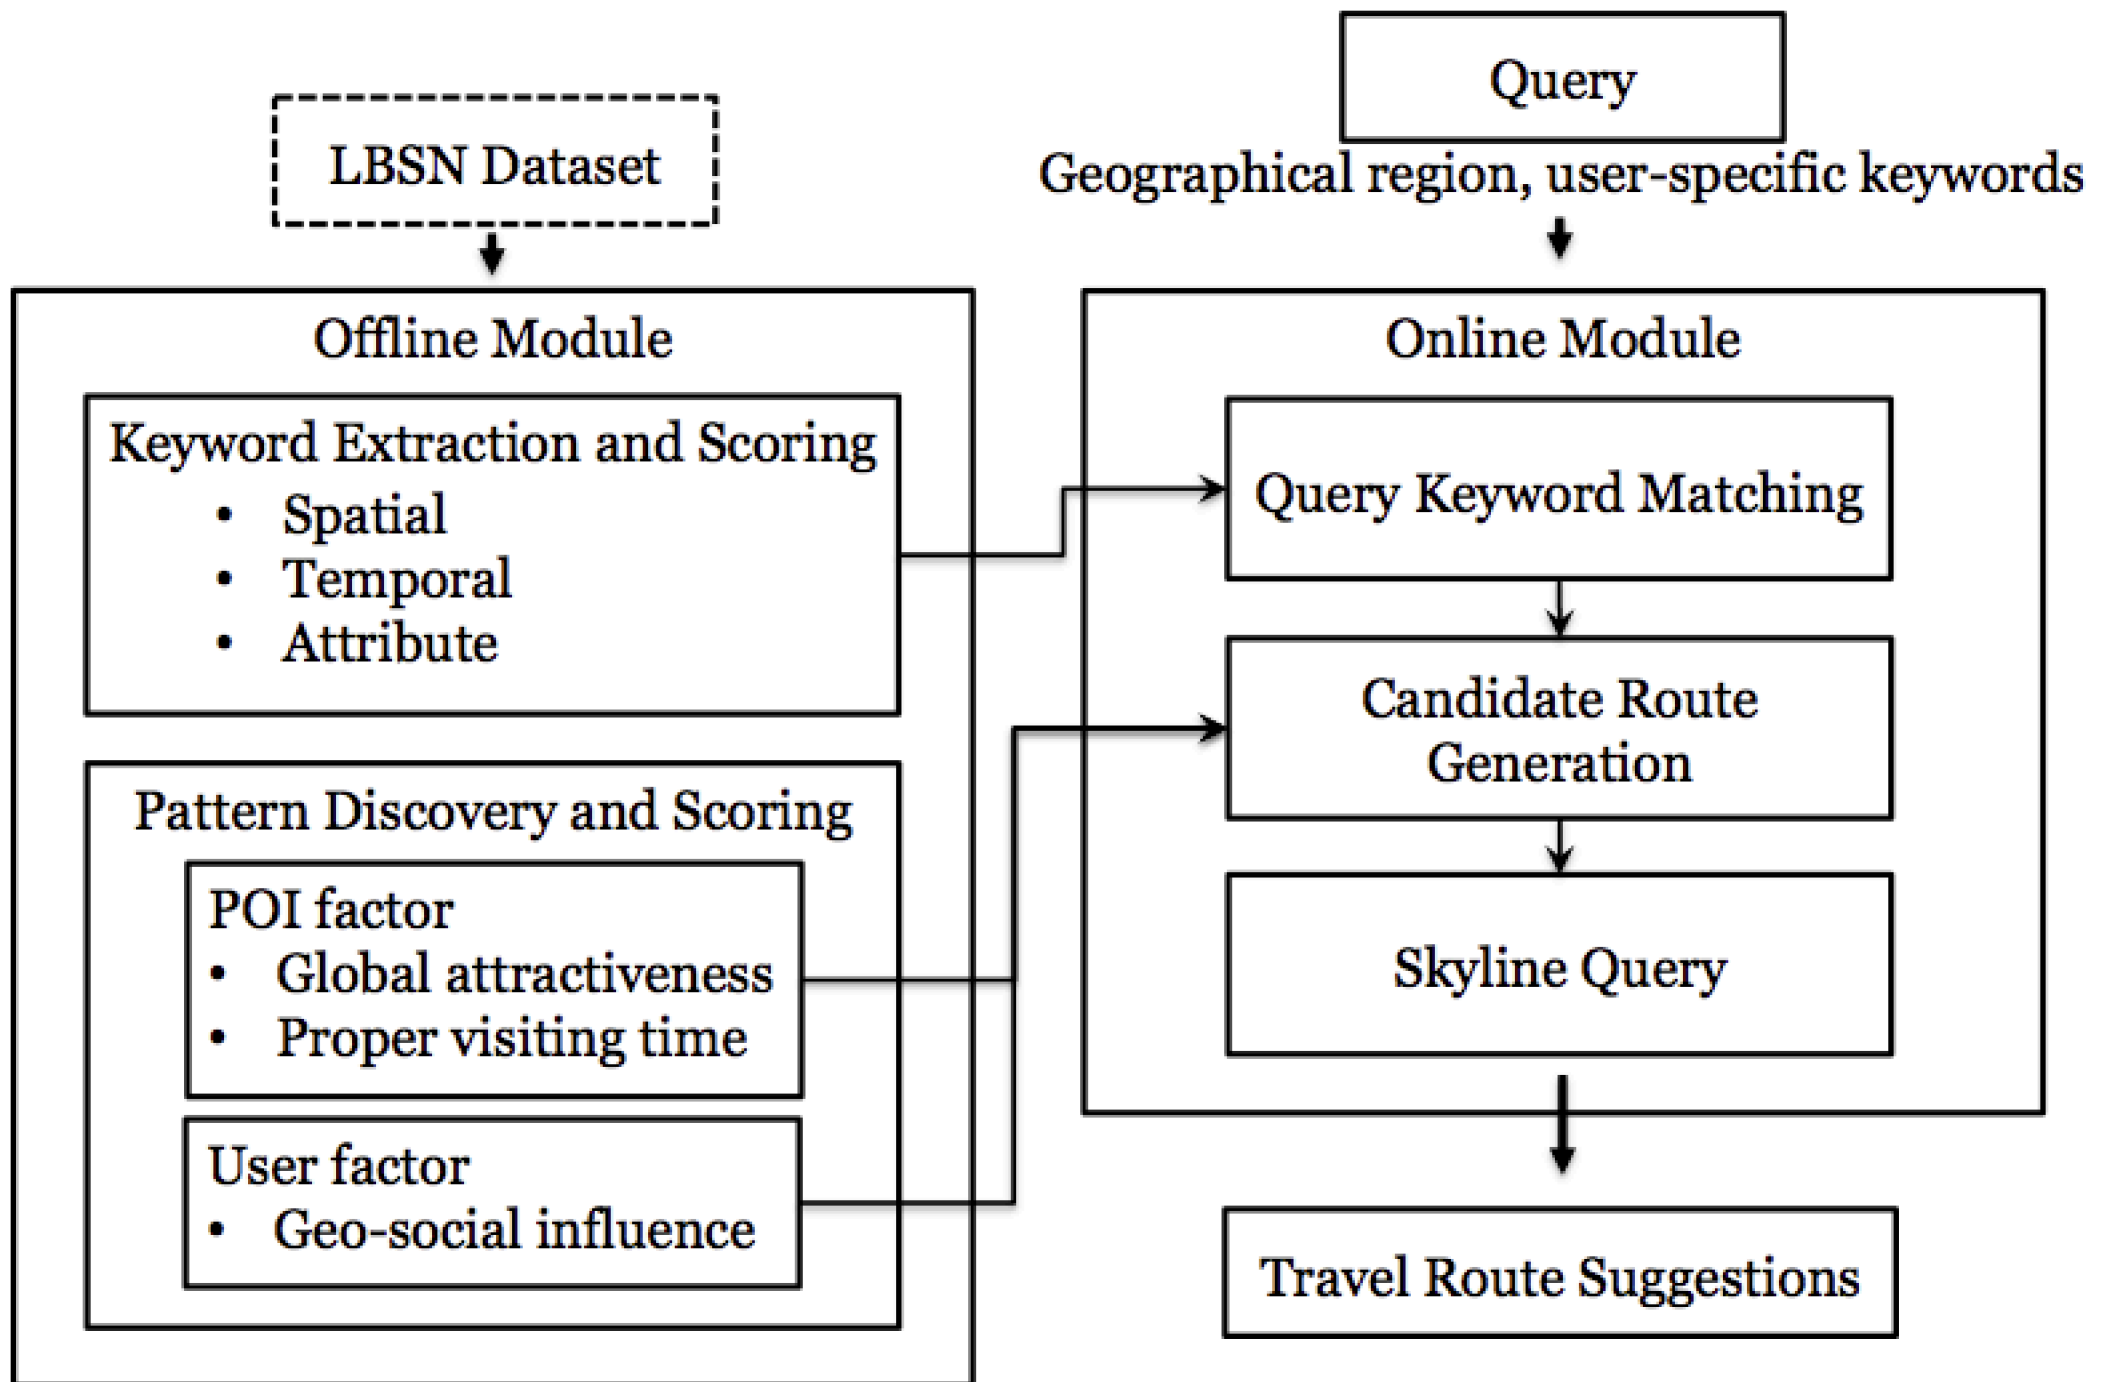 LBSN Dataset
Offline Module
Keyword Extraction and Scoring
• Spatial
• Temporal
• Attribute
Pattern Discovery and Scoring
POI factor
• Global attractiveness
• Proper visiting time
User factor
• Geo-social influence
Query
Geographical region, user-specific keywords
Online Module
Query Keyword Matching
Candidate Route
Generation
Skyline Query
Travel Route Suggestions